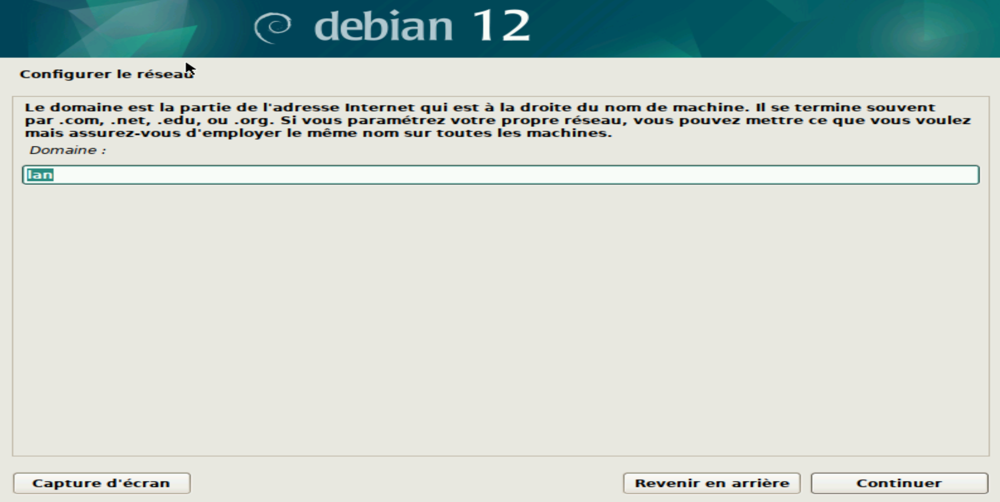 debian 12
Configurer le réseau
Le domaine est la partie de l'adresse Internet qui est à la droite du nom de machine. Il se termine souvent
par .com, .net, .edu, ou .org. Si vous paramétrez votre propre réseau, vous pouvez mettre ce que vous voulez
mais assurez-vous d'employer le même nom sur toutes les machines.
Domaine :
lan
Capture d'écran
Revenir en arrière
Continuer